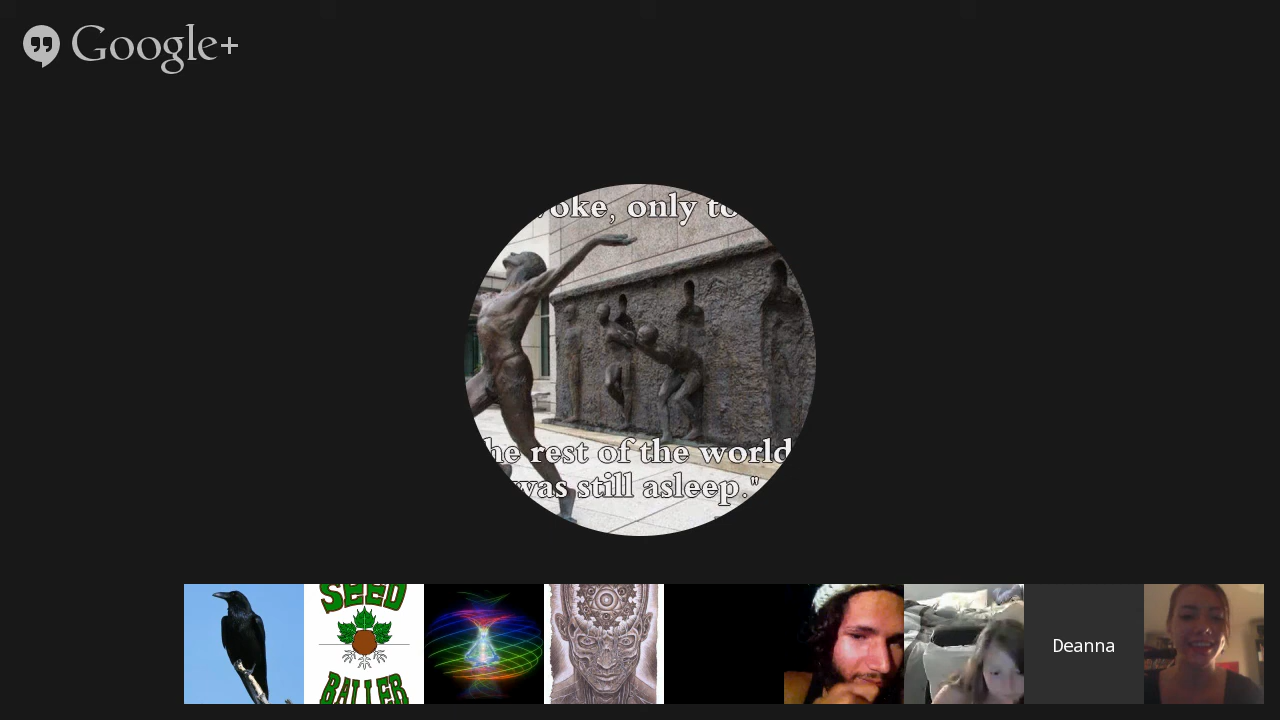 Google+
oke, only to
he rest of the world
was still asleep."
SEED
BALLER
Deanna